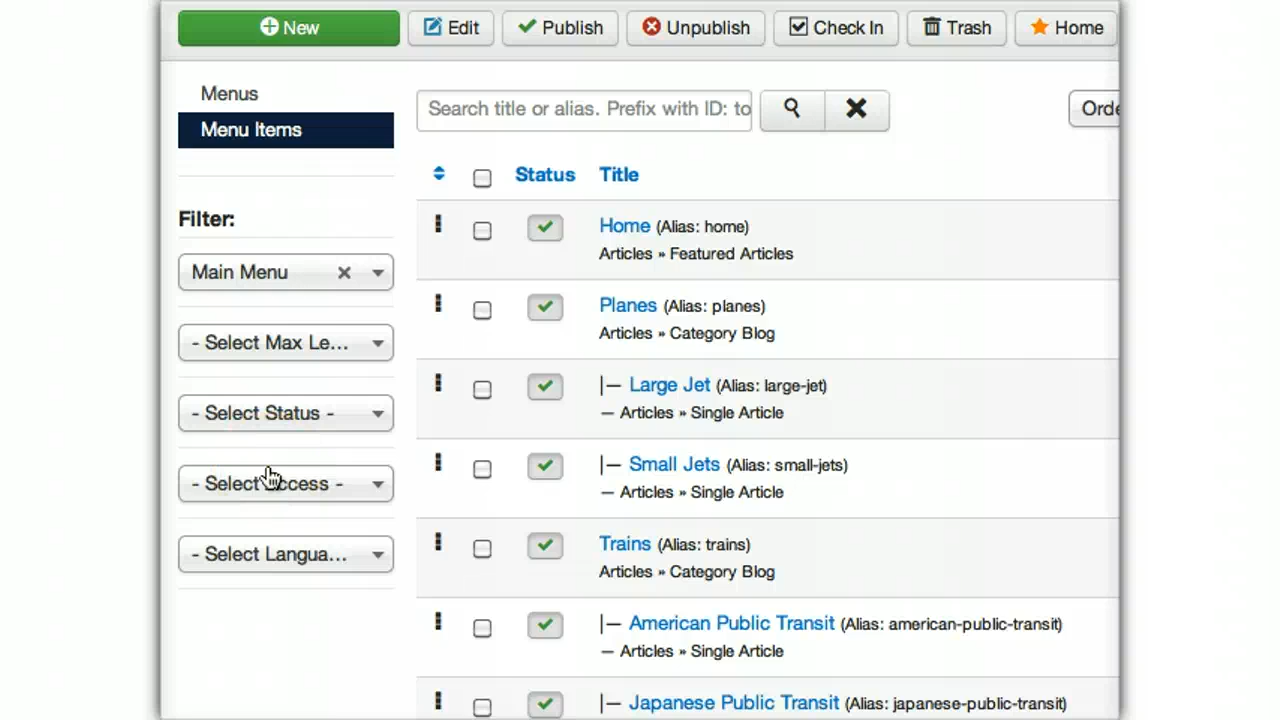 New Edit Publish Unpublish Check In Trash Home
Menus
Menu Items
Search title or alias. Prefix with ID: to
Orde
Status Title
Filter:
Main Menu
- Select Max Le...
- Select Status -
- Select Access -
- Select Langua...
Home (Alias: home)
Articles » Featured Articles
Planes (Alias: planes)
Articles » Category Blog
|— Large Jet (Alias: large-jet)
— Articles » Single Article
|— Small Jets (Alias: small-jets)
— Articles » Single Article
Trains (Alias: trains)
Articles » Category Blog
|— American Public Transit (Alias: american-public-transit)
— Articles » Single Article
|— Japanese Public Transit (Alias: japanese-public-transit)